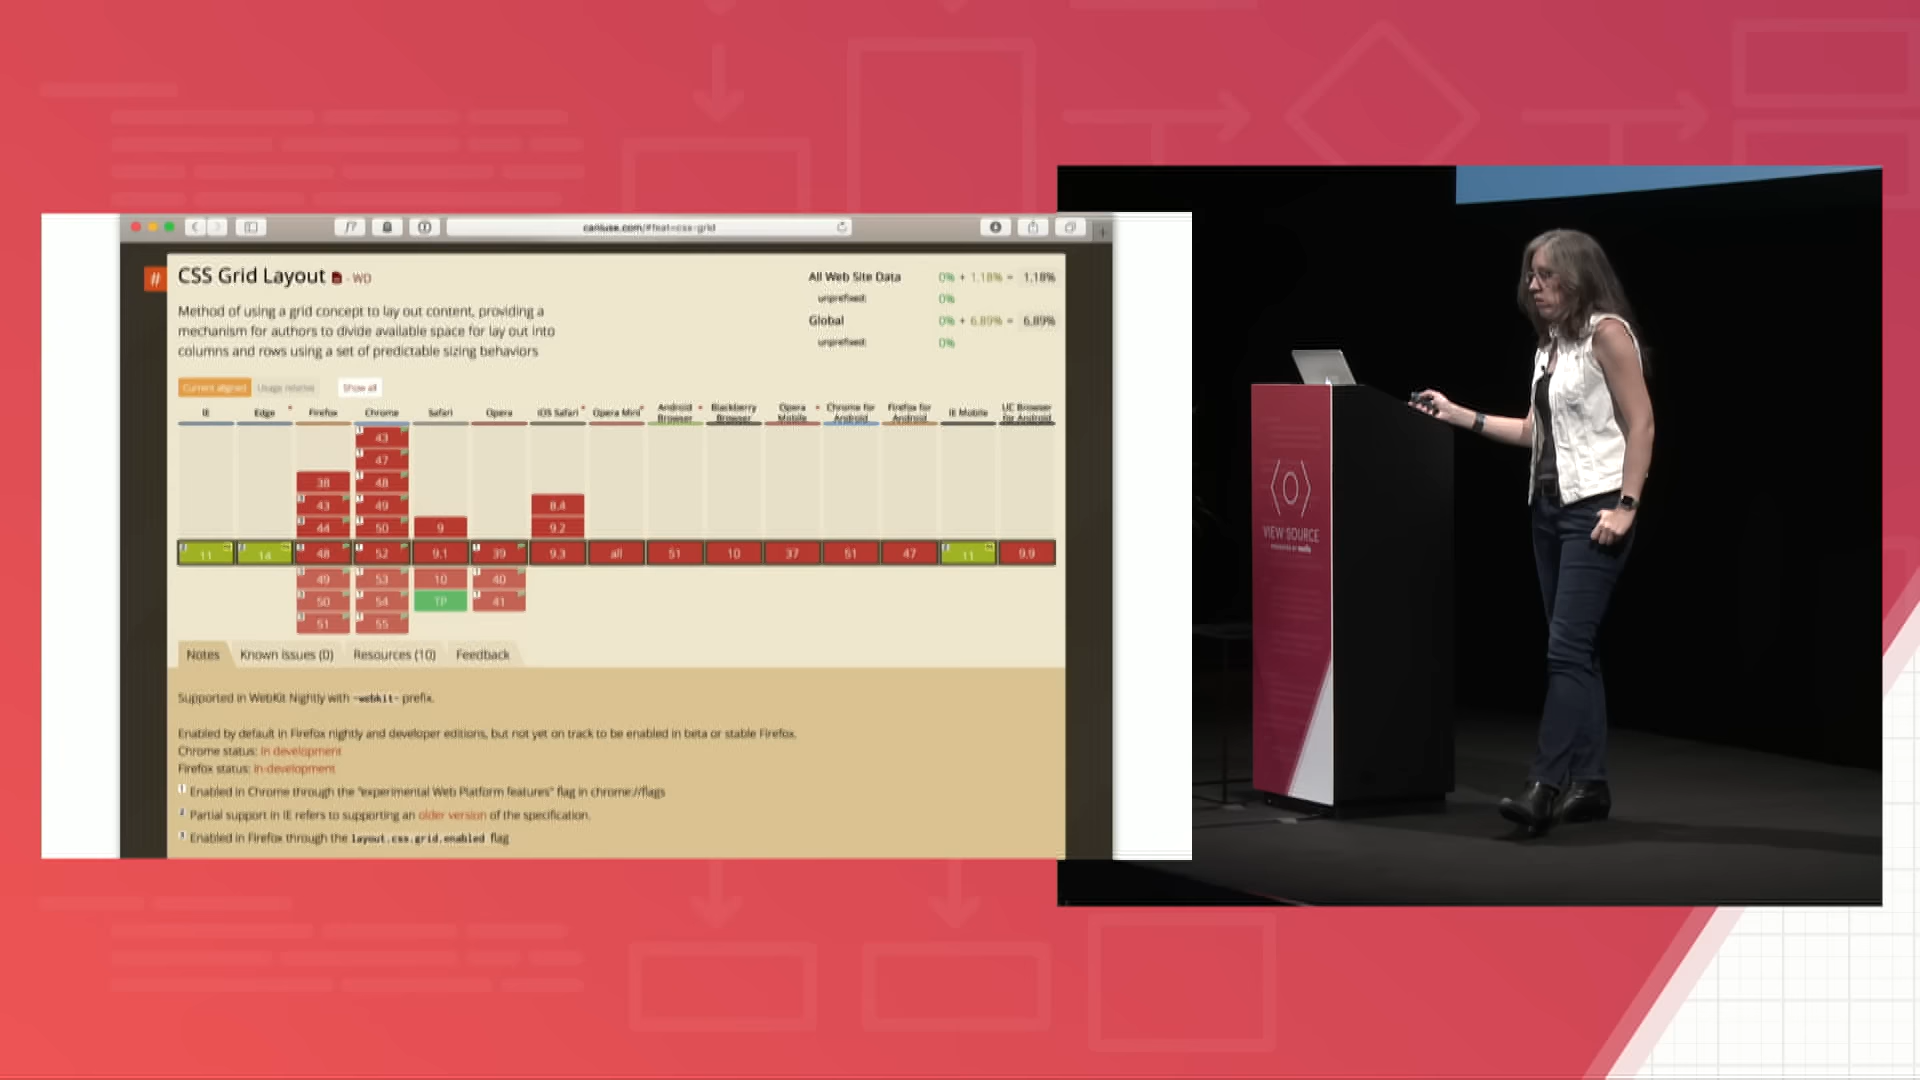 caniuse.com/#feat=css-grid
#
CSS Grid Layout - WD
Method of using a grid concept to lay out content, providing a
mechanism for authors to divide available space for lay out into
columns and rows using a set of predictable sizing behaviors
All Web Site Data 0% + 1.18% = 1.18%
unprefixed: 0%
Global 0% + 6.89% = 6.89%
unprefixed: 0%
Current aligned Usage relative Show all
IE Edge * Firefox Chrome Safari Opera iOS Safari * Opera Mini * Android Browser * Blackberry Browser Opera Mobile * Chrome for Android Firefox for Android IE Mobile UC Browser for Android
43
47
38 48 8.4
43 49 9.2
44 50 9
11 14 48 52 9.1 39 9.3 all 51 10 37 51 47 11 9.9
49 53 10 40
50 54 TP 41
51 55
Notes Known issues (0) Resources (10) Feedback
Supported in WebKit Nightly with -webkit- prefix.
Enabled by default in Firefox nightly and developer editions, but not yet on track to be enabled in beta or stable Firefox.
Chrome status: in development
Firefox status: in-development
1 Enabled in Chrome through the "experimental Web Platform features" flag in chrome://flags
2 Partial support in IE refers to supporting an older version of the specification.
3 Enabled in Firefox through the layout.css.grid.enabled flag
VIEW SOURCE